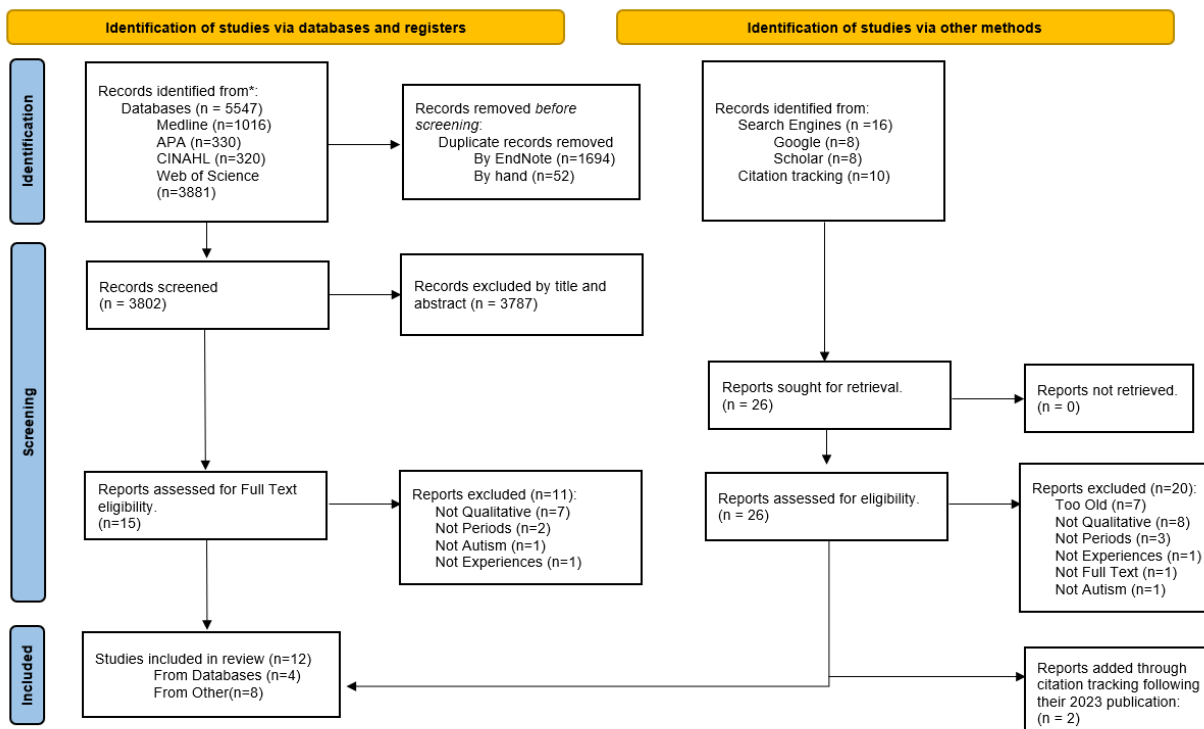 Identification of studies via databases and registers
Identification of studies via other methods
Identification
Records identified from*:
Databases (n = 5547)
Medline (n=1016)
APA (n=330)
CINAHL (n=320)
Web of Science
(n=3881)
Records removed before
screening:
Duplicate records removed
By EndNote (n=1694)
By hand (n=52)
Records identified from:
Search Engines (n =16)
Google (n=8)
Scholar (n=8)
Citation tracking (n=10)
Screening
Records screened
(n = 3802)
Records excluded by title and
abstract (n = 3787)
Reports sought for retrieval.
(n = 26)
Reports not retrieved.
(n = 0)
Reports assessed for Full Text
eligibility.
(n=15)
Reports excluded (n=11):
Not Qualitative (n=7)
Not Periods (n=2)
Not Autism (n=1)
Not Experiences (n=1)
Reports assessed for eligibility.
(n = 26)
Reports excluded (n=20):
Too Old (n=7)
Not Qualitative (n=8)
Not Periods (n=3)
Not Experiences (n=1)
Not Full Text (n=1)
Not Autism (n=1)
Included
Studies included in review (n=12)
From Databases (n=4)
From Other(n=8)
Reports added through
citation tracking following
their 2023 publication:
(n = 2)